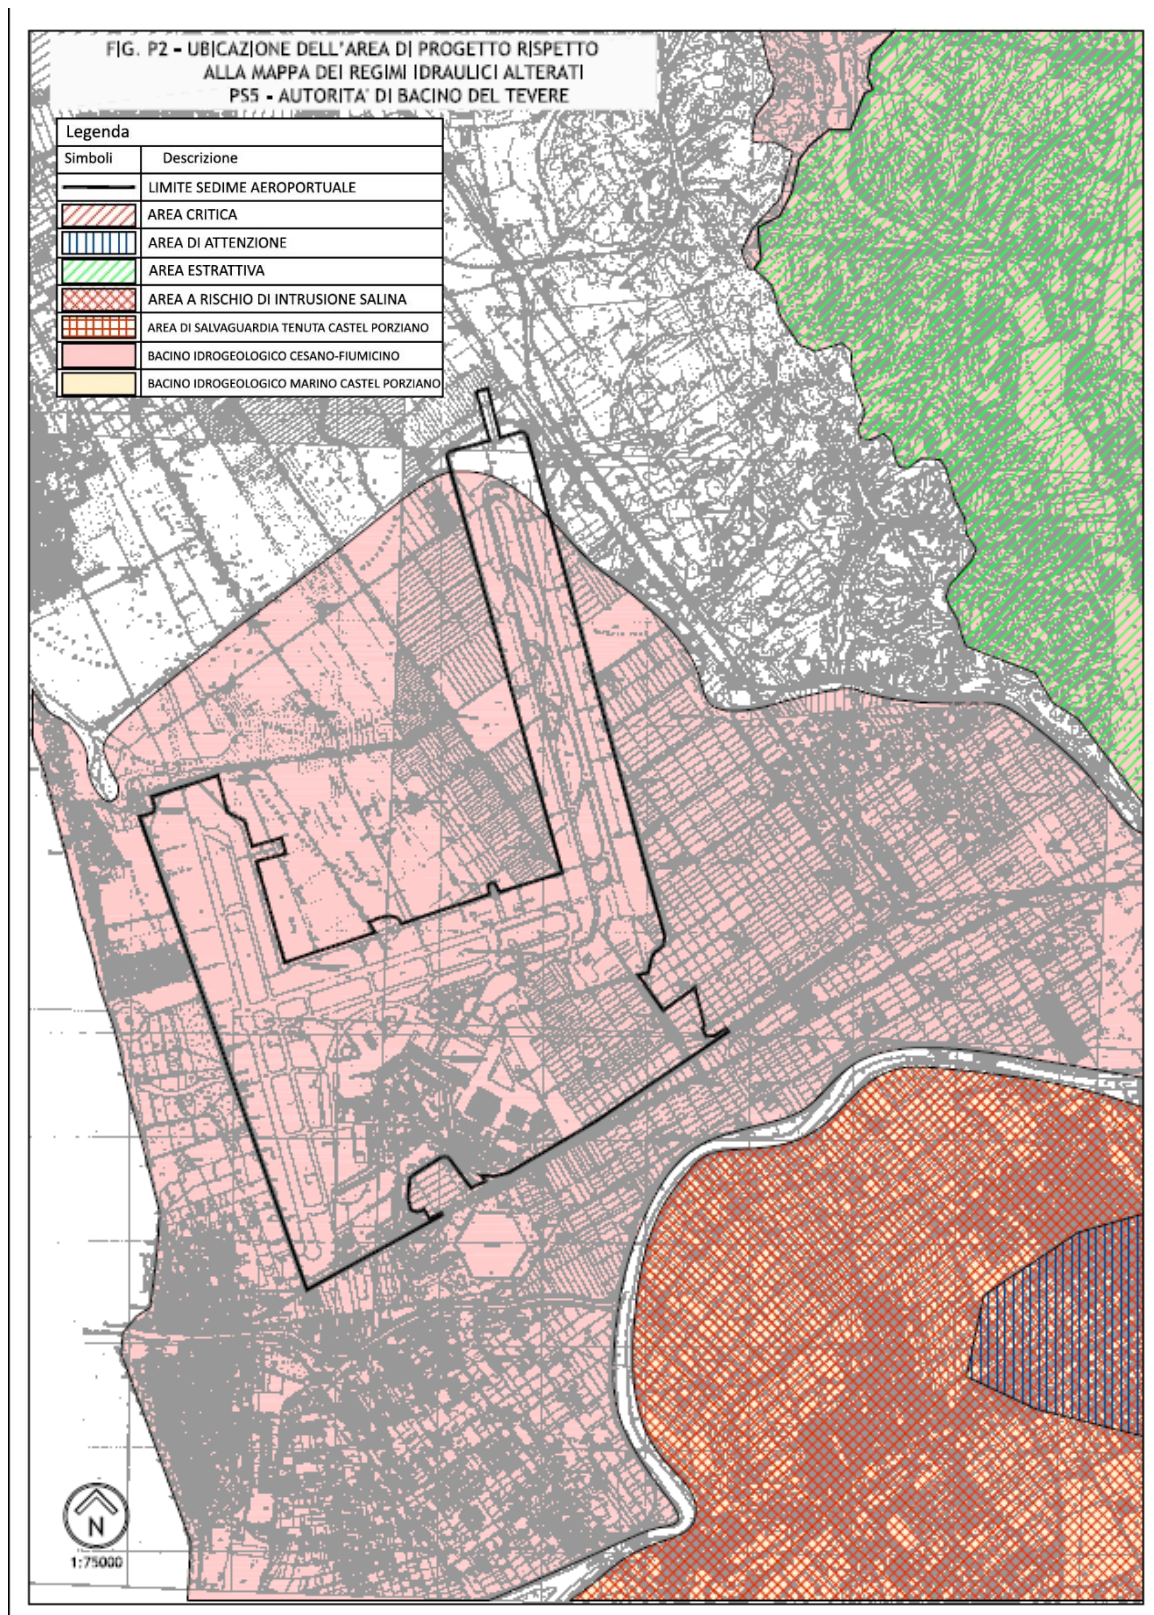 FIG. P2 – UBICAZIONE DELL'AREA DI PROGETTO RISPETTO
ALLA MAPPA DEI REGIMI IDRAULICI ALTERATI
PS5 - AUTORITA' DI BACINO DEL TEVERE
Legenda
Simboli Descrizione
LIMITE SEDIME AEROPORTUALE
AREA CRITICA
AREA DI ATTENZIONE
AREA ESTRATTIVA
AREA A RISCHIO DI INTRUSIONE SALINA
AREA DI SALVAGUARDIA TENUTA CASTEL PORZIANO
BACINO IDROGEOLOGICO CESANO-FIUMICINO
BACINO IDROGEOLOGICO MARINO CASTEL PORZIANO
N
1:75000